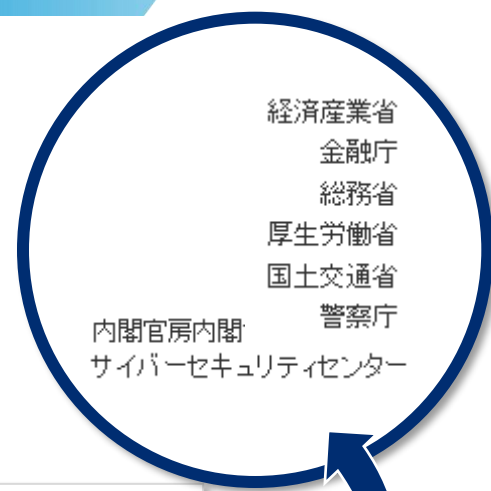 経済産業省
金融庁
総務省
厚生労働省
国土交通省
警察庁
内閣官房内閣
サイバーセキュリティセンター